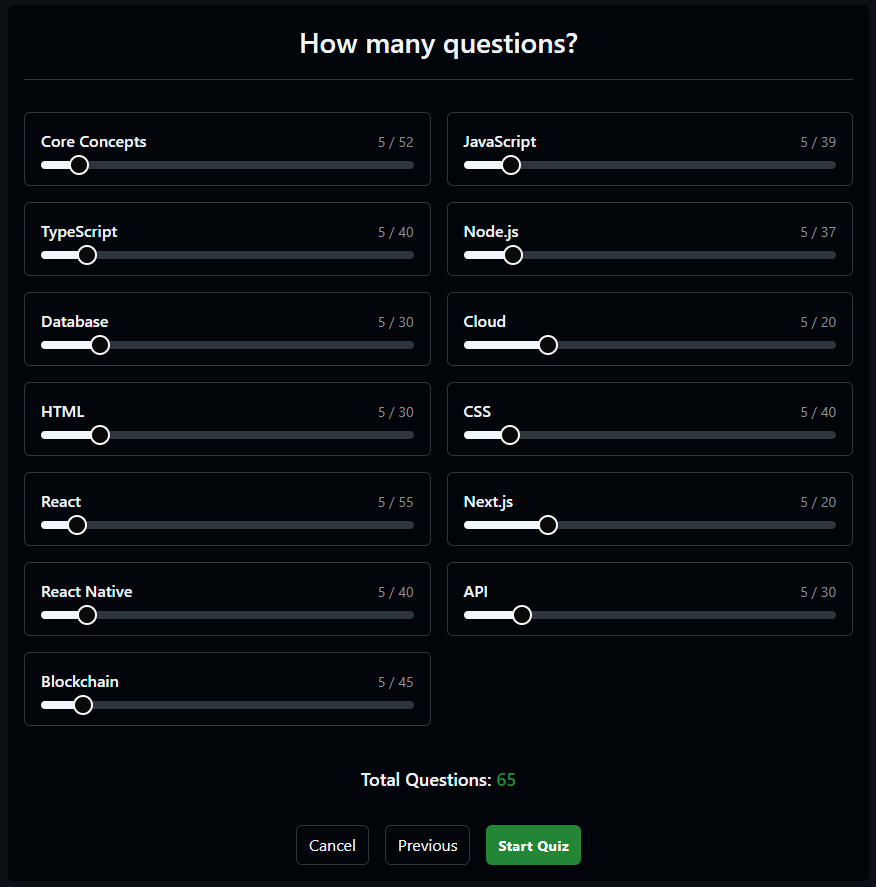 How many questions?
Core Concepts 5 / 52
JavaScript 5 / 39
TypeScript 5 / 40
Node.js 5 / 37
Database 5 / 30
Cloud 5 / 20
HTML 5 / 30
CSS 5 / 40
React 5 / 55
Next.js 5 / 20
React Native 5 / 40
API 5 / 30
Blockchain 5 / 45
Total Questions: 65
Cancel
Previous
Start Quiz